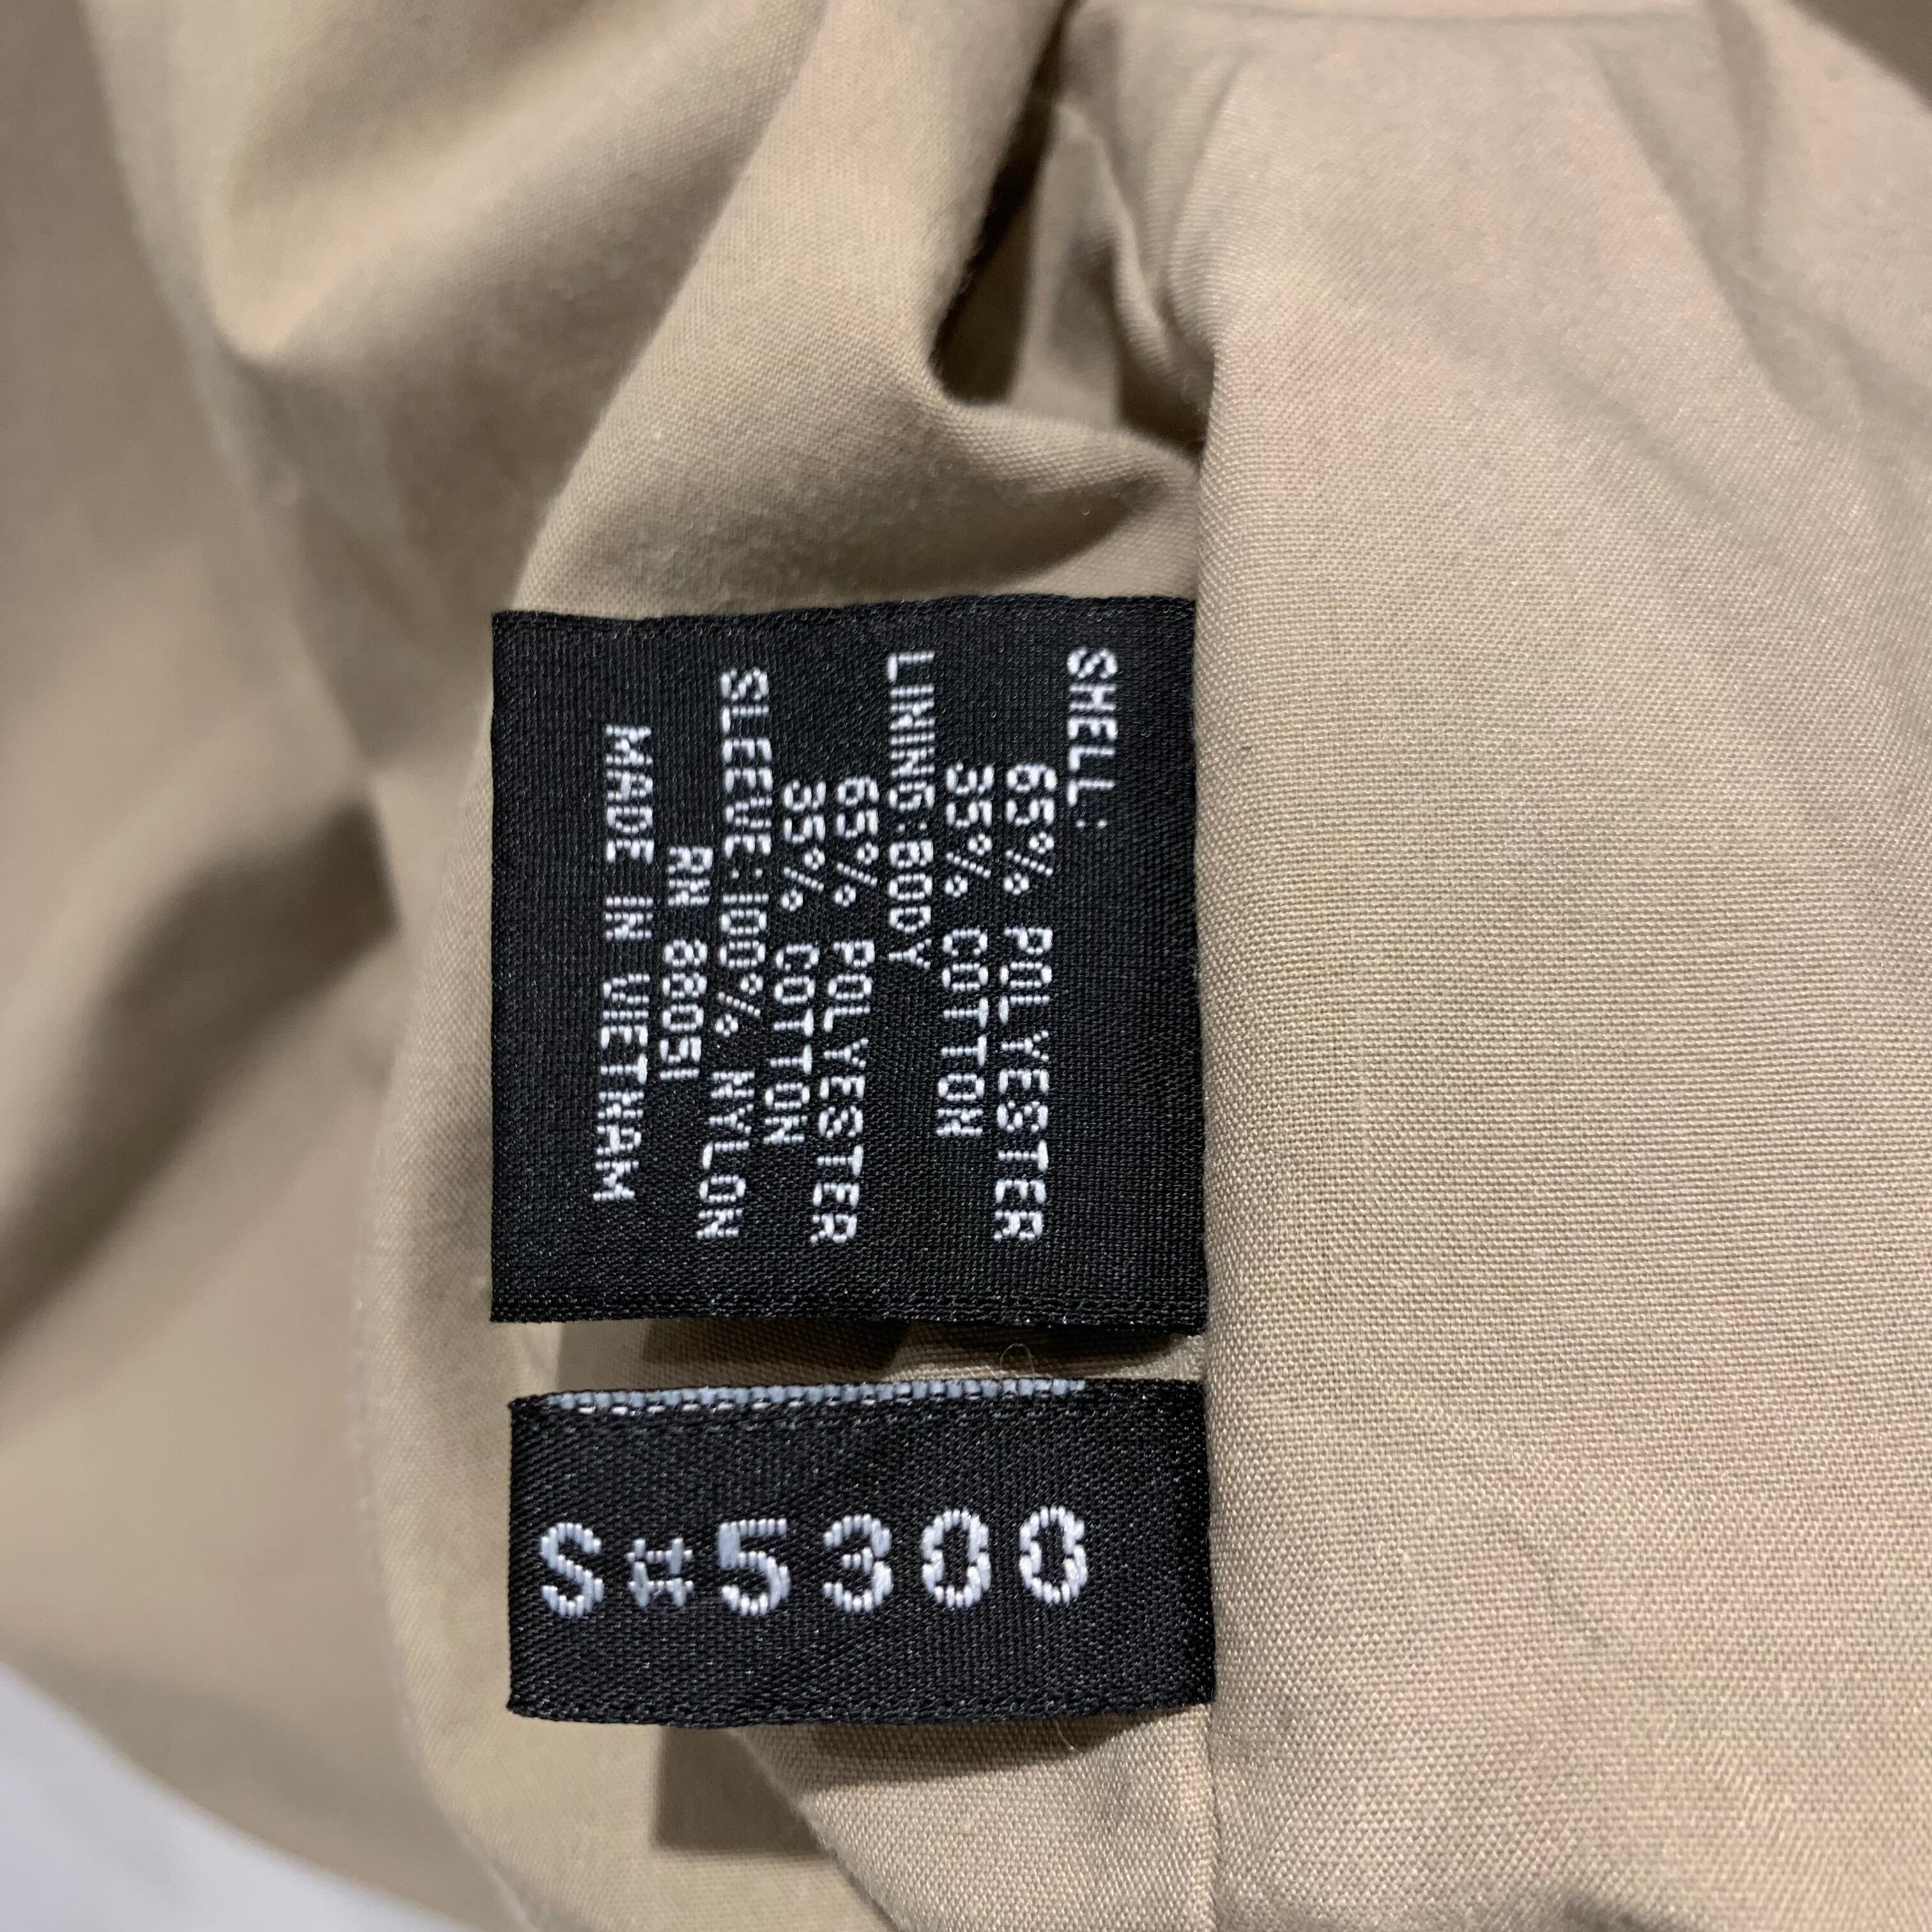 SHELL:
65% POLYESTER
35% COTTON
LINING:BODY
65% POLYESTER
35% COTTON
SLEEVE:100% NYLON
RN 88051
MADE IN VIETNAM
S#5300